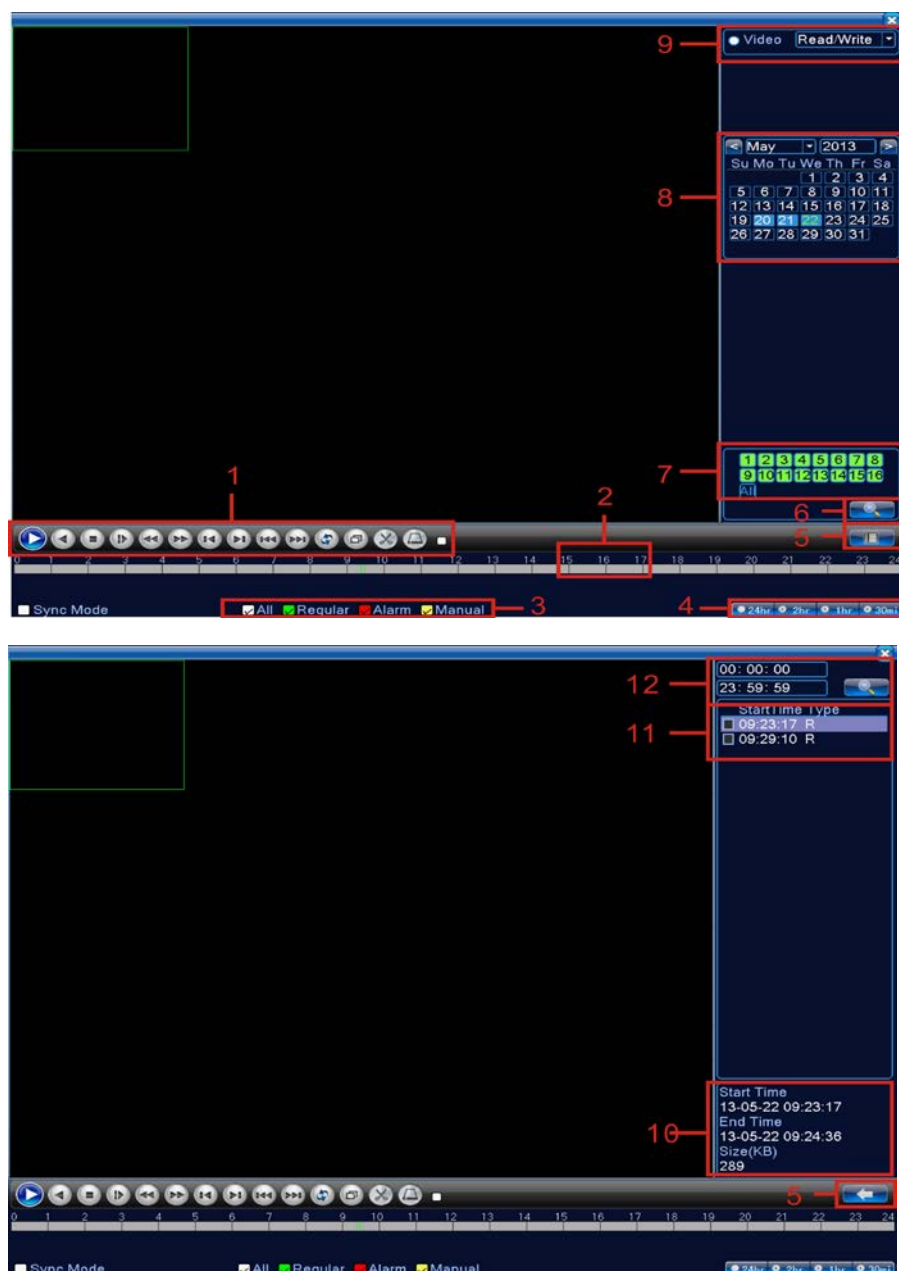 9
Video Read/Write
May 2013
Su Mo Tu We Th Fr Sa
1 2 3 4
5 6 7 8 9 10 11
12 13 14 15 16 17 18
19 20 21 22 23 24 25
26 27 28 29 30 31
8
7
1 2 3 4 5 6 7 8
9 10 11 12 13 14 15 16
All
1
2
6
5
0 1 2 3 4 5 6 7 8 9 10 11 12 13 14 15 16 17 18 19 20 21 22 23 24
Sync Mode
All Regular Alarm Manual
3
4
24hr 2hr 1hr 30mi
12
00: 00: 00
23: 59: 59
StartTime Type
11
09:23:17 R
09:29:10 R
10
Start Time
13-05-22 09:23:17
End Time
13-05-22 09:24:36
Size(KB)
289
5
0 1 2 3 4 5 6 7 8 9 10 11 12 13 14 15 16 17 18 19 20 21 22 23 24
Sync Mode
All Regular Alarm Manual
24hr 2hr 1hr 30mi